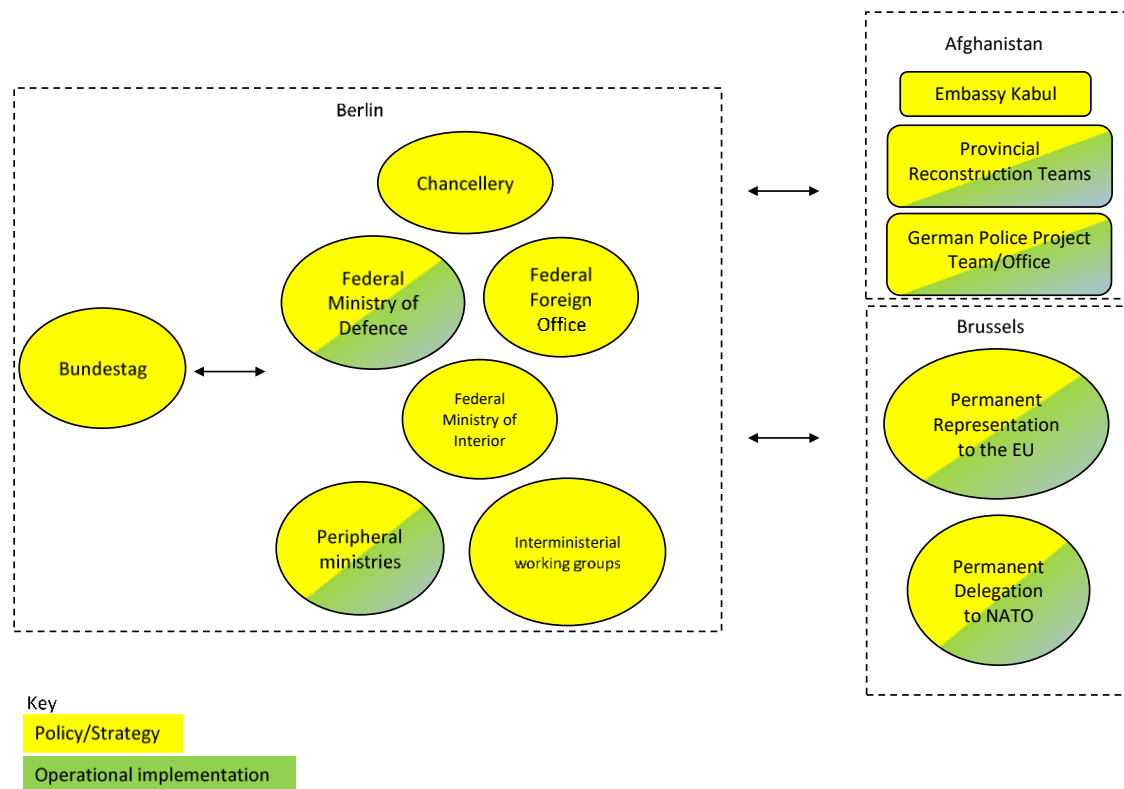 Berlin
Chancellery
Federal
Ministry of
Defence
Federal
Foreign
Office
Bundestag
Federal
Ministry of
Interior
Peripheral
ministries
Interministerial
working groups
Afghanistan
Embassy Kabul
Provincial
Reconstruction Teams
German Police Project
Team/Office
Brussels
Permanent
Representation
to the EU
Permanent
Delegation
to NATO
Key
Policy/Strategy
Operational implementation